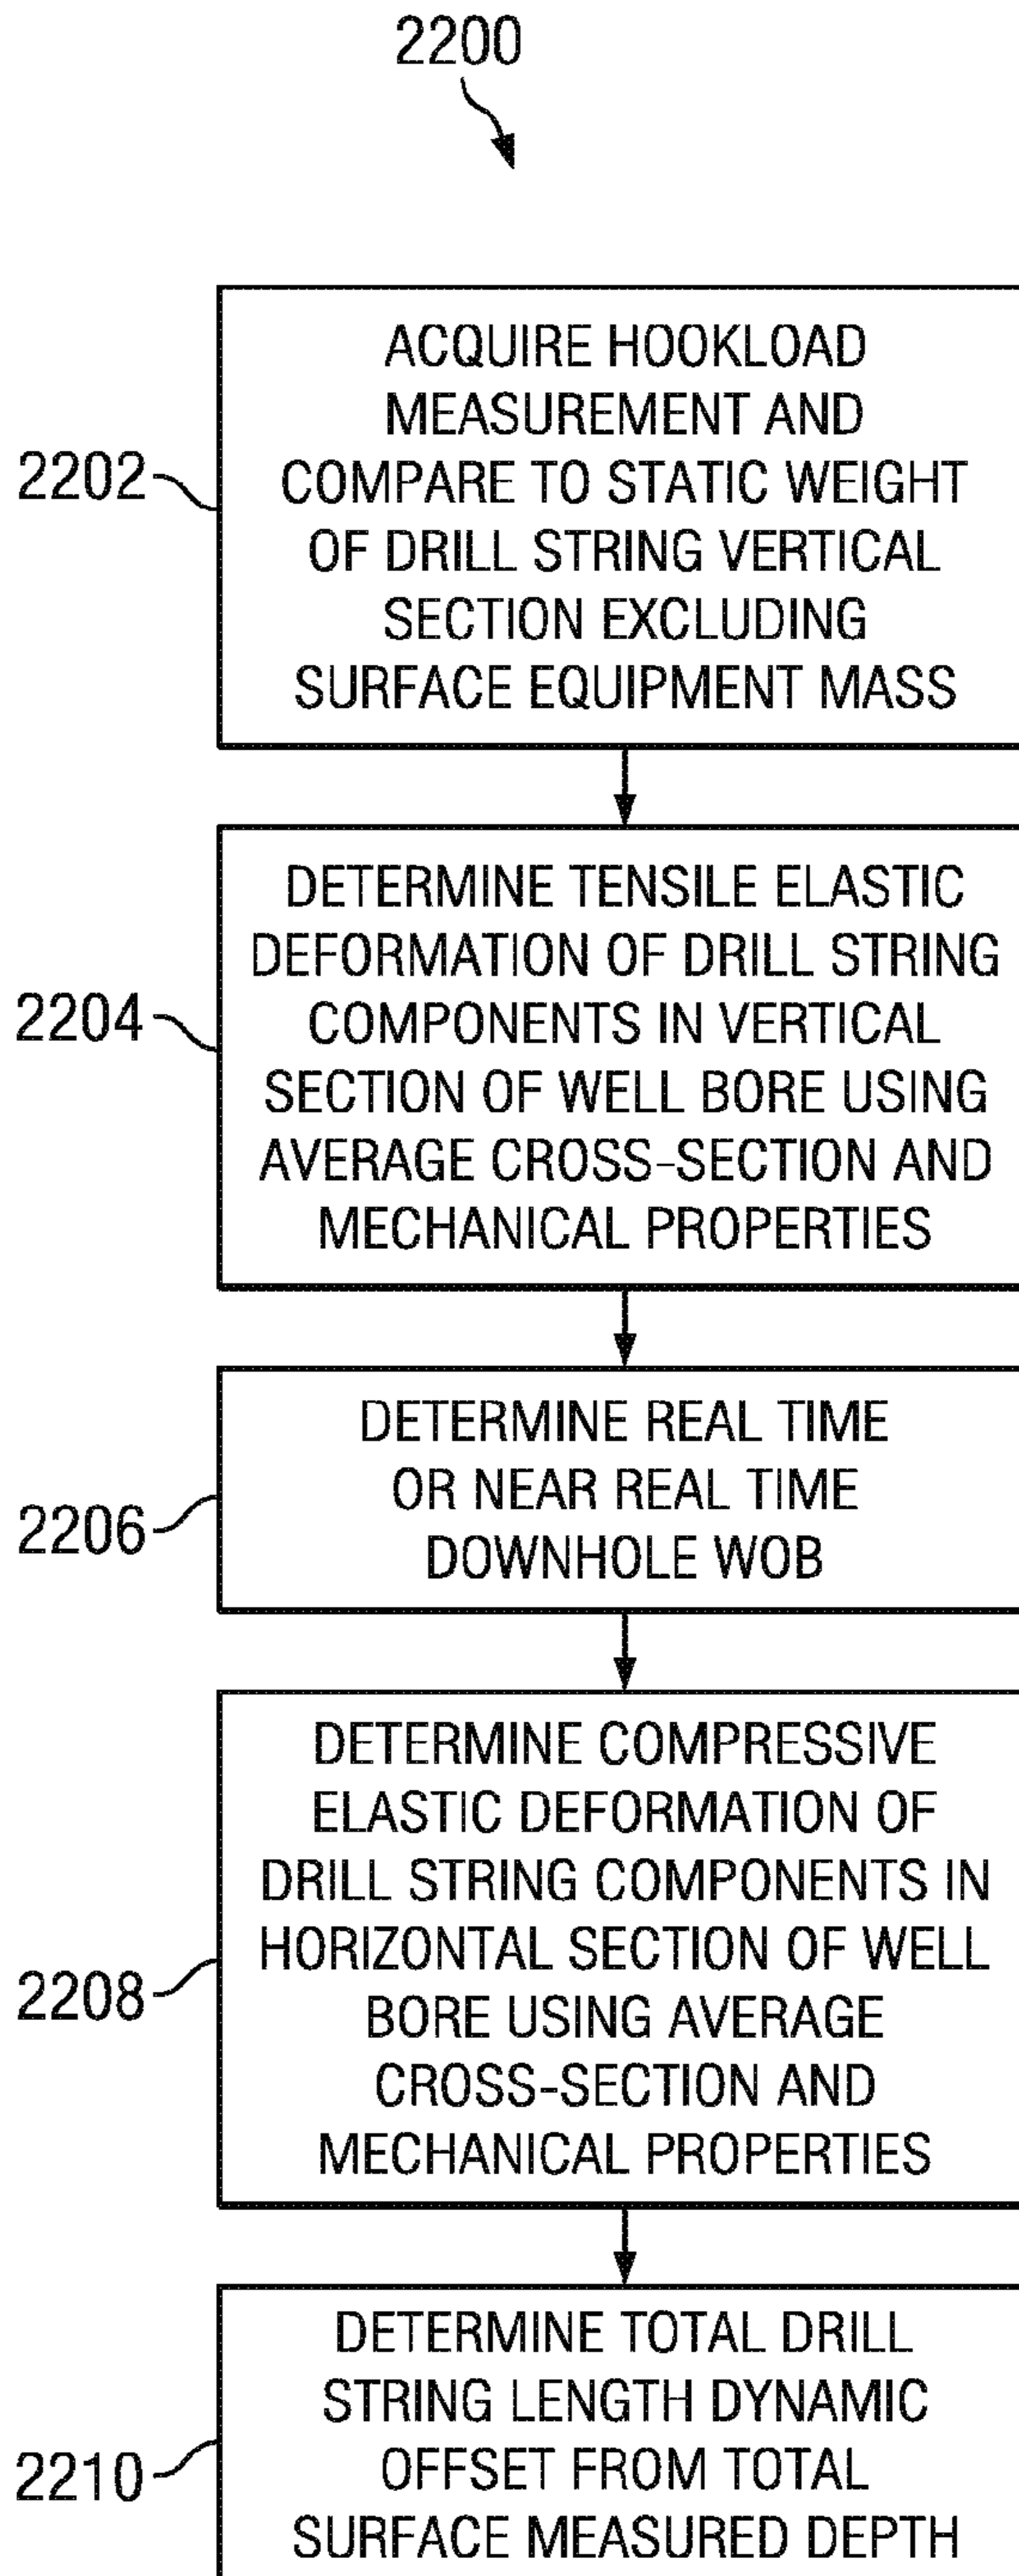 2200
2202
ACQUIRE HOOKLOAD
MEASUREMENT AND
COMPARE TO STATIC WEIGHT
OF DRILL STRING VERTICAL
SECTION EXCLUDING
SURFACE EQUIPMENT MASS
2204
DETERMINE TENSILE ELASTIC
DEFORMATION OF DRILL STRING
COMPONENTS IN VERTICAL
SECTION OF WELL BORE USING
AVERAGE CROSS-SECTION AND
MECHANICAL PROPERTIES
2206
DETERMINE REAL TIME
OR NEAR REAL TIME
DOWNHOLE WOB
2208
DETERMINE COMPRESSIVE
ELASTIC DEFORMATION OF
DRILL STRING COMPONENTS IN
HORIZONTAL SECTION OF WELL
BORE USING AVERAGE
CROSS-SECTION AND
MECHANICAL PROPERTIES
2210
DETERMINE TOTAL DRILL
STRING LENGTH DYNAMIC
OFFSET FROM TOTAL
SURFACE MEASURED DEPTH